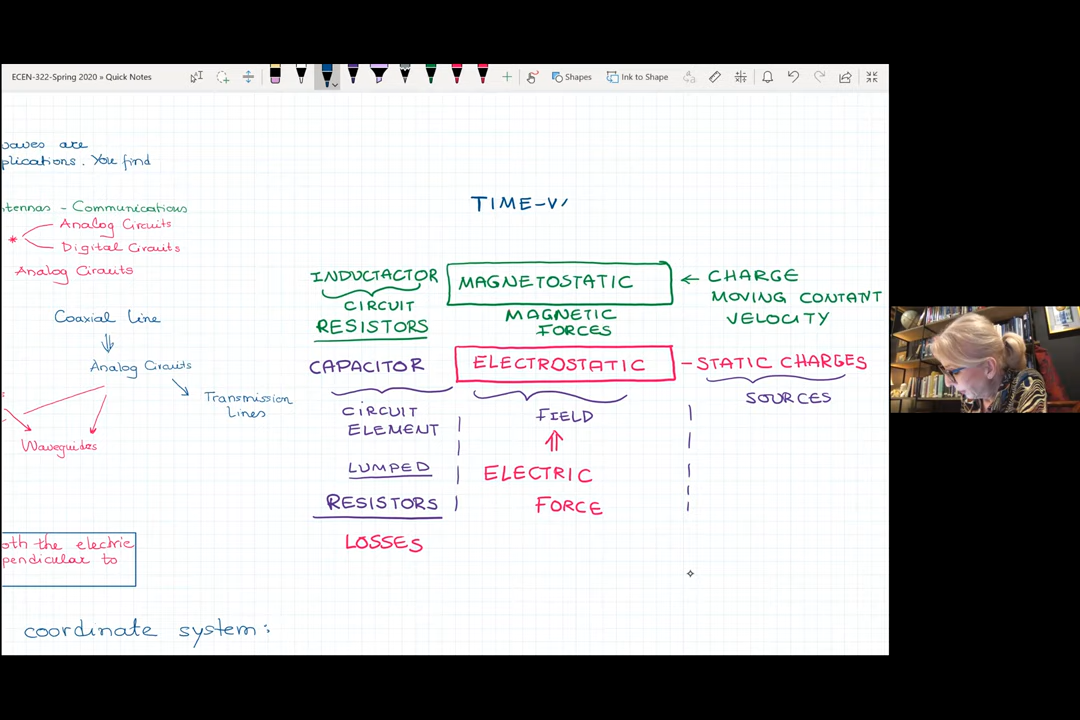 ECEN-322-Spring 2020 » Quick Notes
Shapes
Ink to Shape
waves are
plications. You find
tennas - Communications
* Analog Circuits
Digital Circuits
Analog Circuits
Coaxial Line
Analog Circuits
Transmission
Lines
Waveguides
oth the electric
pendicular to
coordinate system:
TIME-V
INDUCTACTOR
CIRCUIT
RESISTORS
MAGNETOSTATIC
MAGNETIC
FORCES
← CHARGE
MOVING CONTANT
VELOCITY
CAPACITOR
ELECTROSTATIC
- STATIC CHARGES
SOURCES
CIRCUIT
ELEMENT
LUMPED
RESISTORS
LOSSES
FIELD
ELECTRIC
FORCE